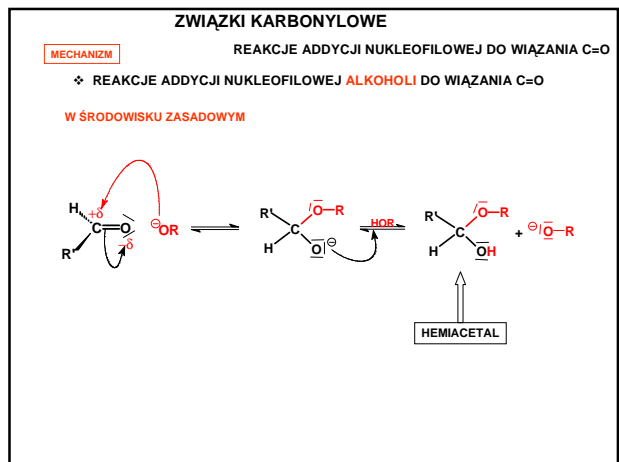 ZWIĄZKI KARBONYLOWE
MECHANIZM
REAKCJE ADDYCJI NUKLEOFILOWEJ DO WIĄZANIA C=O
❖ REAKCJE ADDYCJI NUKLEOFILOWEJ ALKOHOLI DO WIĄZANIA C=O
W ŚRODOWISKU ZASADOWYM
H +δ C=O −δ R' ⊖OR
R' O−R H C O ⊖
HOR
R' O−R H C OH + ⊖O−R
HEMIACETAL